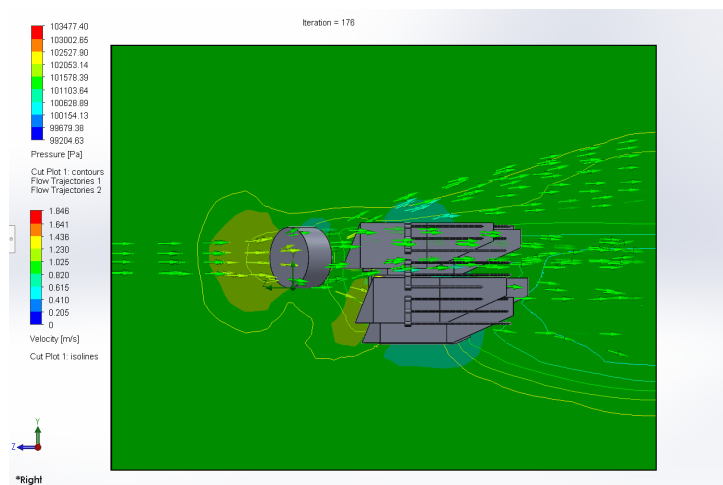 Iteration = 176
103477.40
103002.65
102527.90
102053.14
101578.39
101103.64
100628.89
100154.13
99679.38
99204.63
Pressure [Pa]
Cut Plot 1: contours
Flow Trajectories 1
Flow Trajectories 2
1.846
1.641
1.436
1.230
1.025
0.820
0.615
0.410
0.205
0
Velocity [m/s]
Cut Plot 1: isolines
Y
Z
*Right